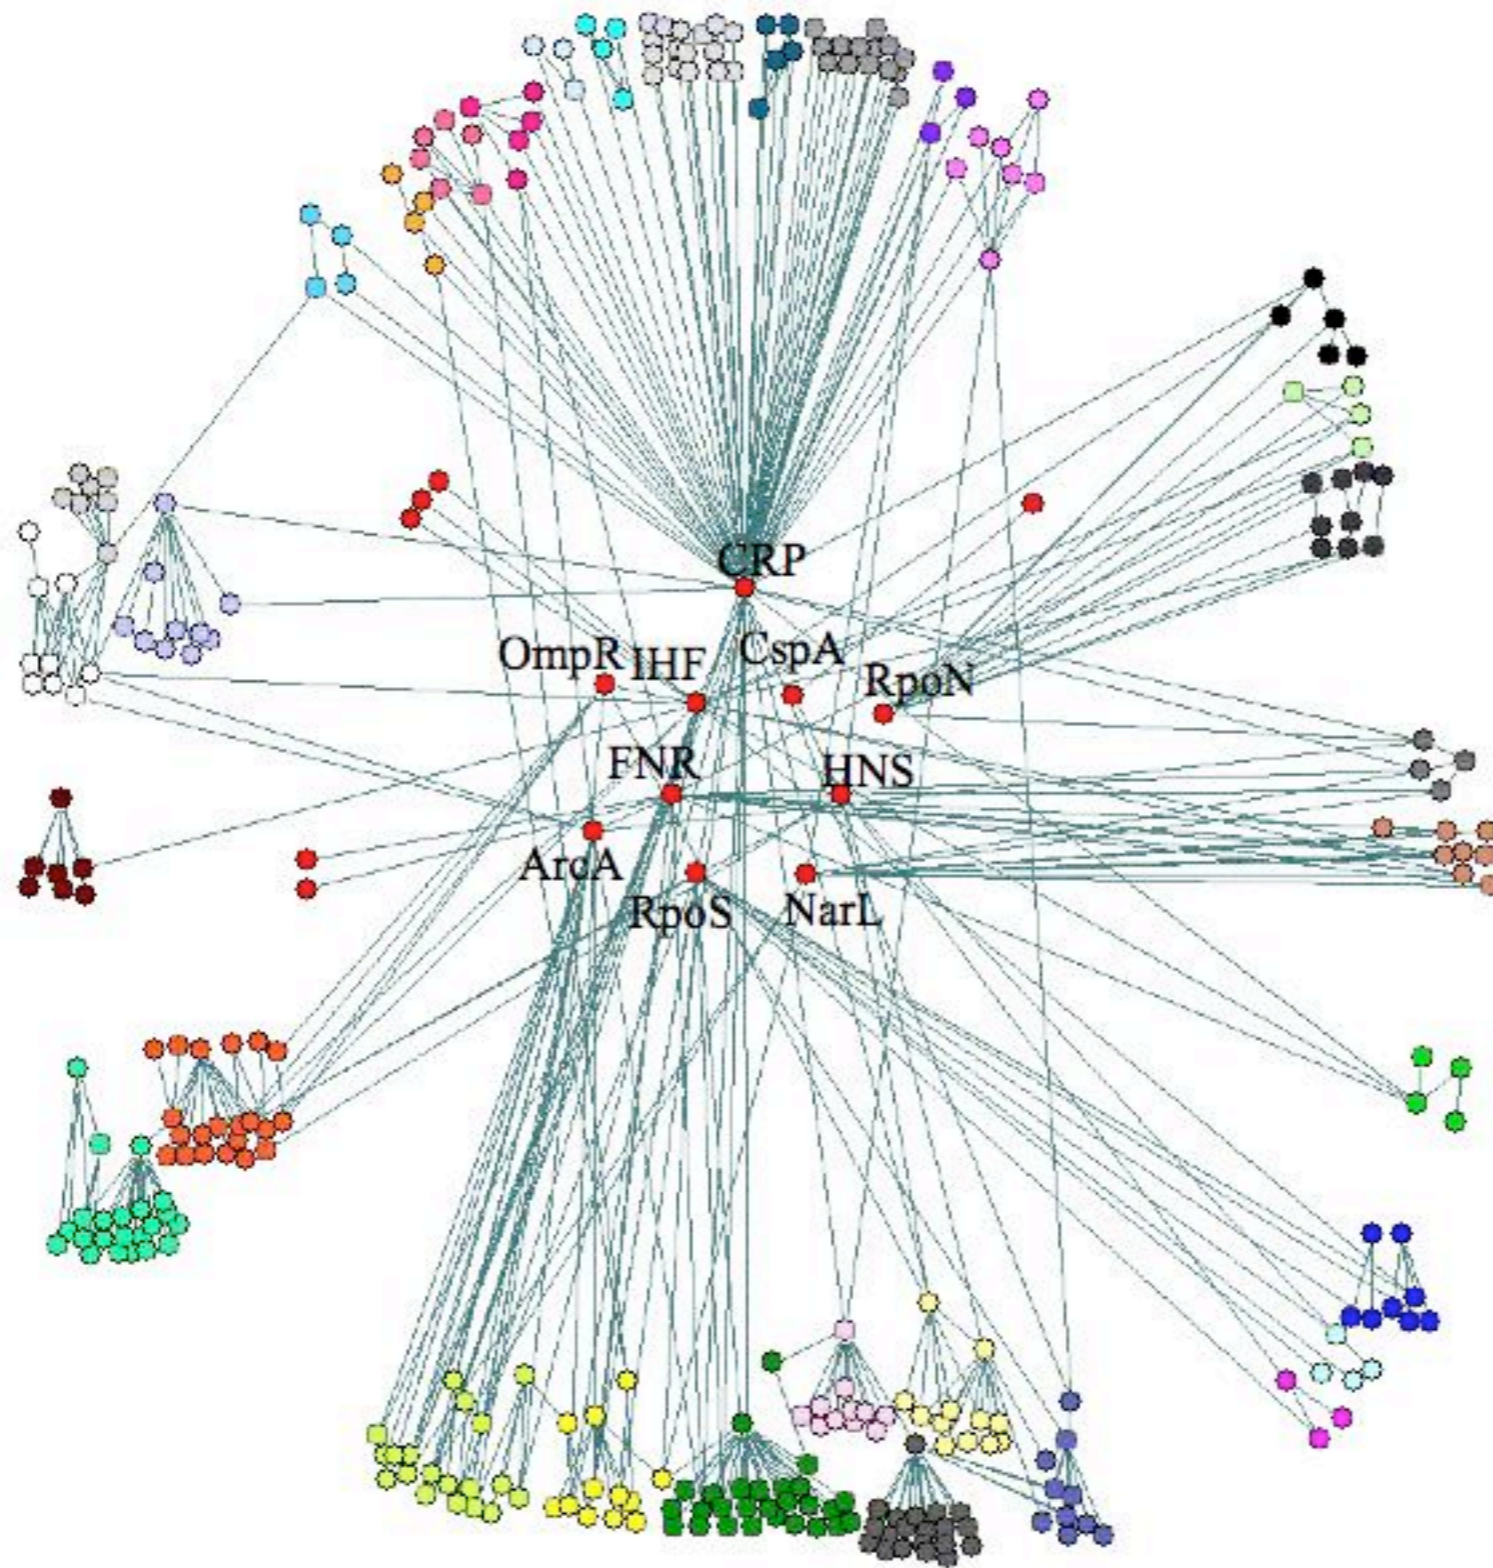 CRP
OmpR IHF CspA
RpoN
FNR HNS
ArcA
RpoS NarL